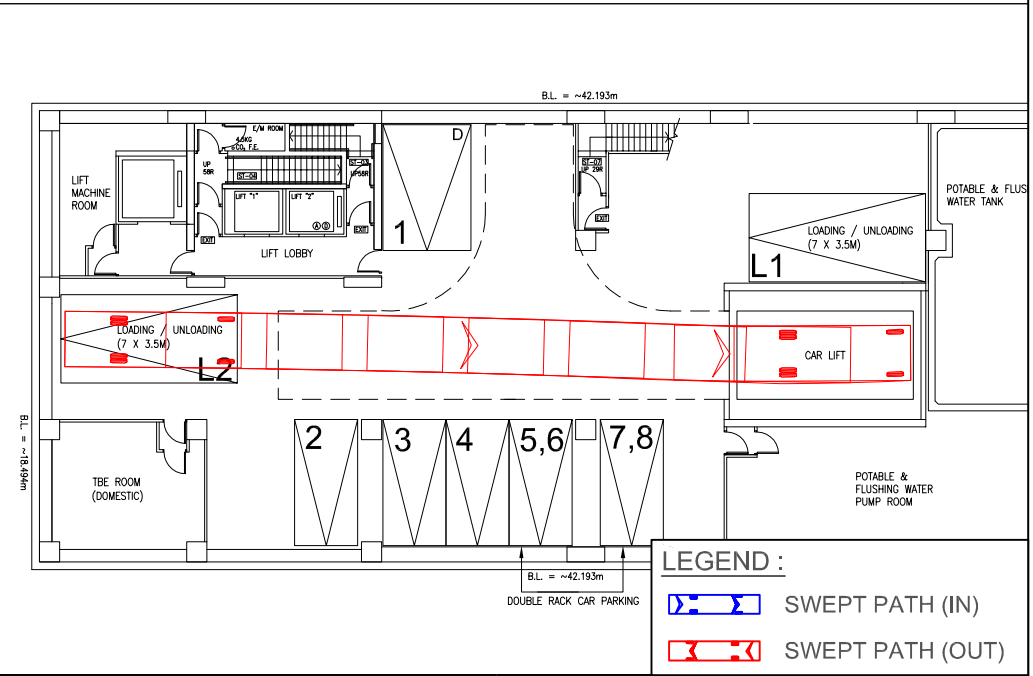 B.L. = ~42.193m
E/M ROOM
4.5KG
CO₂ F.E.
D
UP
58R
ST-03
UP58R
ST-04
ST-07
UP 29R
LIFT
MACHINE
ROOM
LIFT "1"
LIFT "2"
EXIT
EXIT
EXIT
LIFT LOBBY
1
POTABLE & FLUS
WATER TANK
LOADING / UNLOADING
(7 X 3.5M)
L1
LOADING / UNLOADING
(7 X 3.5M)
L2
CAR LIFT
B.L. = ~18.494m
2
3
4
5,6
7,8
TBE ROOM
(DOMESTIC)
POTABLE &
FLUSHING WATER
PUMP ROOM
B.L. = ~42.193m
DOUBLE RACK CAR PARKING
LEGEND :
SWEPT PATH (IN)
SWEPT PATH (OUT)